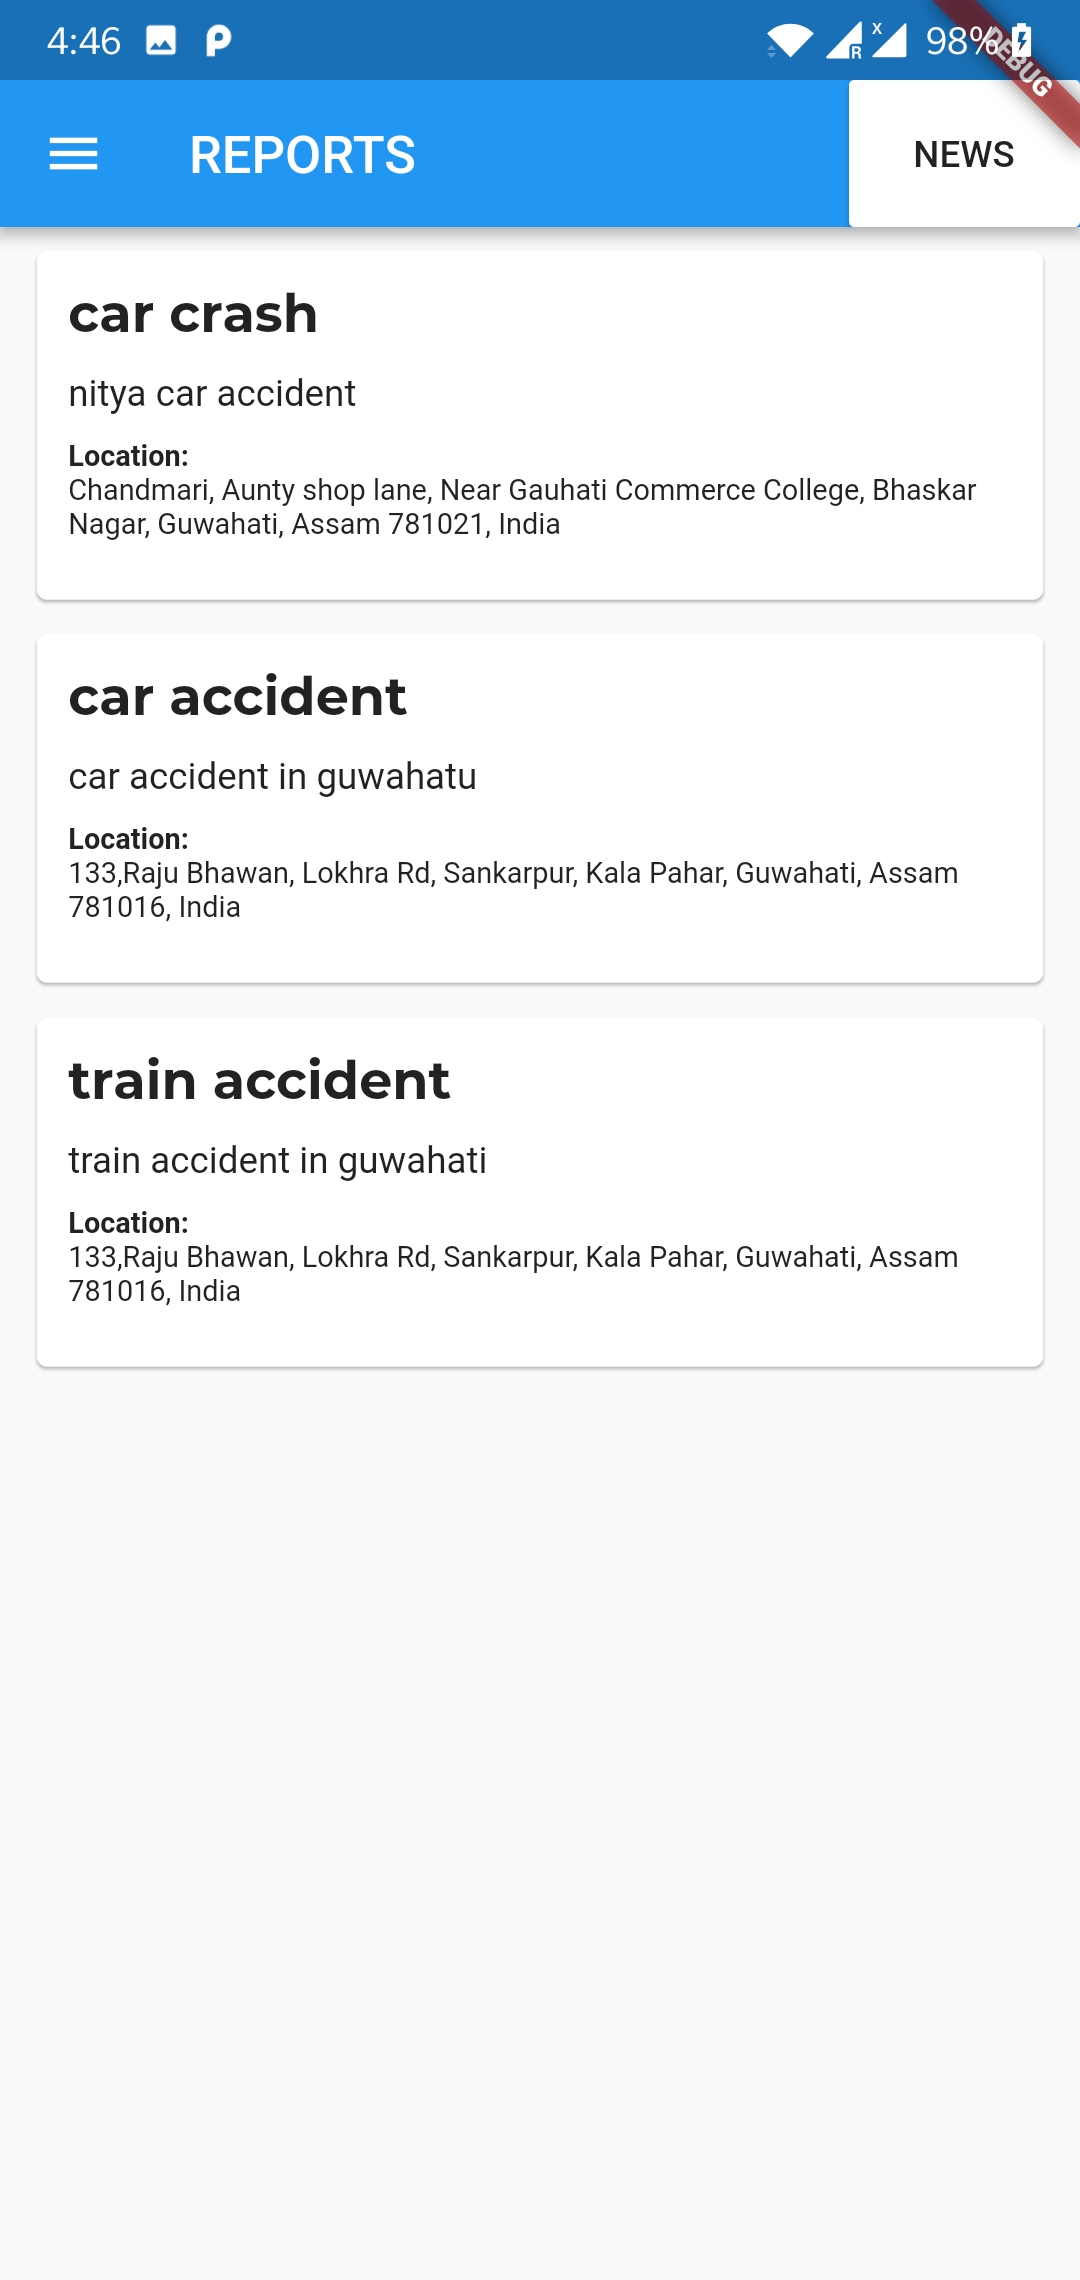 4:46
R
x
98%
DEBUG
REPORTS
NEWS
car crash
nitya car accident
Location:
Chandmari, Aunty shop lane, Near Gauhati Commerce College, Bhaskar
Nagar, Guwahati, Assam 781021, India
car accident
car accident in guwahatu
Location:
133,Raju Bhawan, Lokhra Rd, Sankarpur, Kala Pahar, Guwahati, Assam
781016, India
train accident
train accident in guwahati
Location:
133,Raju Bhawan, Lokhra Rd, Sankarpur, Kala Pahar, Guwahati, Assam
781016, India